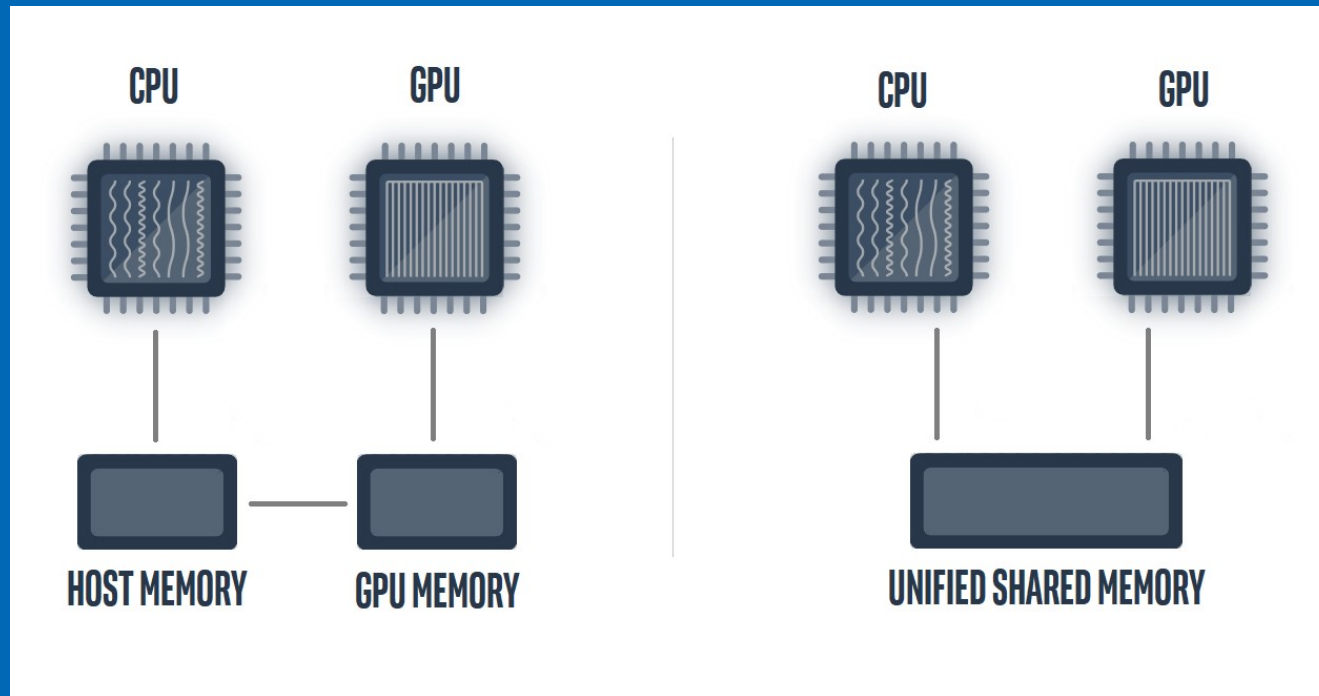 CPU
GPU
HOST MEMORY
GPU MEMORY
CPU
GPU
UNIFIED SHARED MEMORY